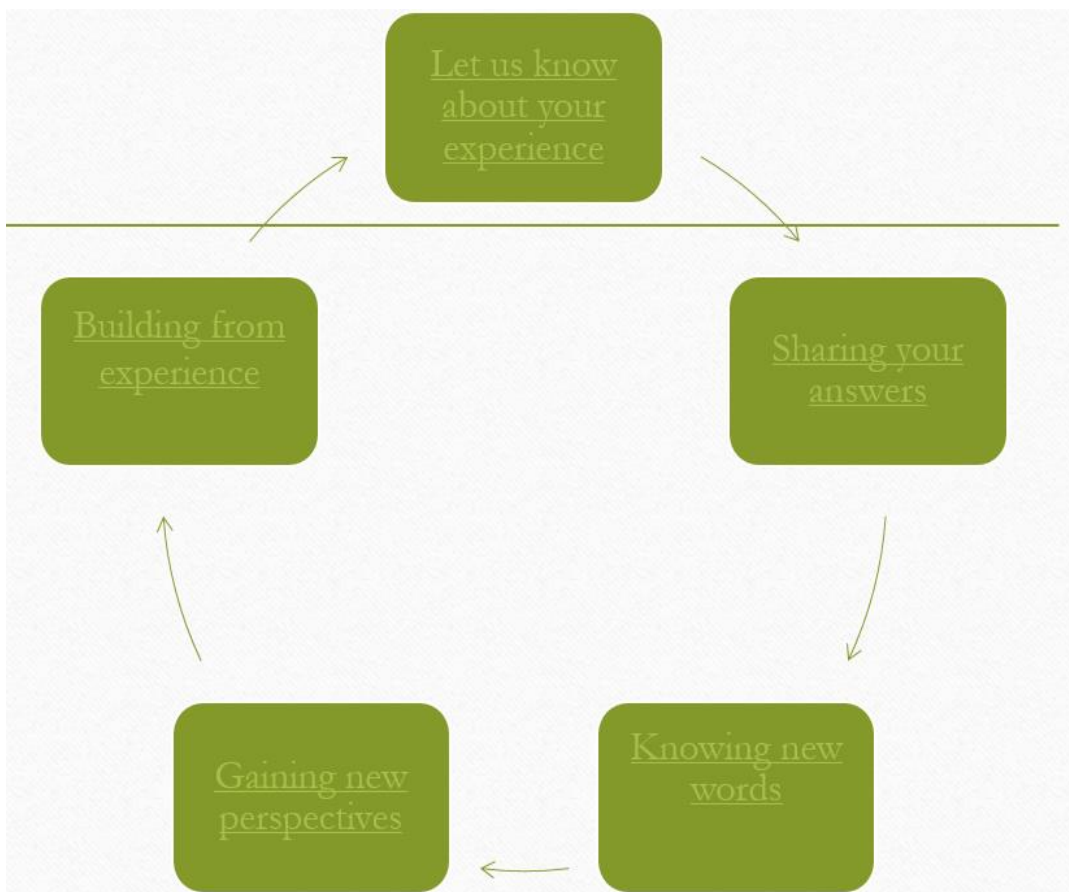 Let us know
about your
experience
Sharing your
answers
Knowing new
words
Gaining new
perspectives
Building from
experience